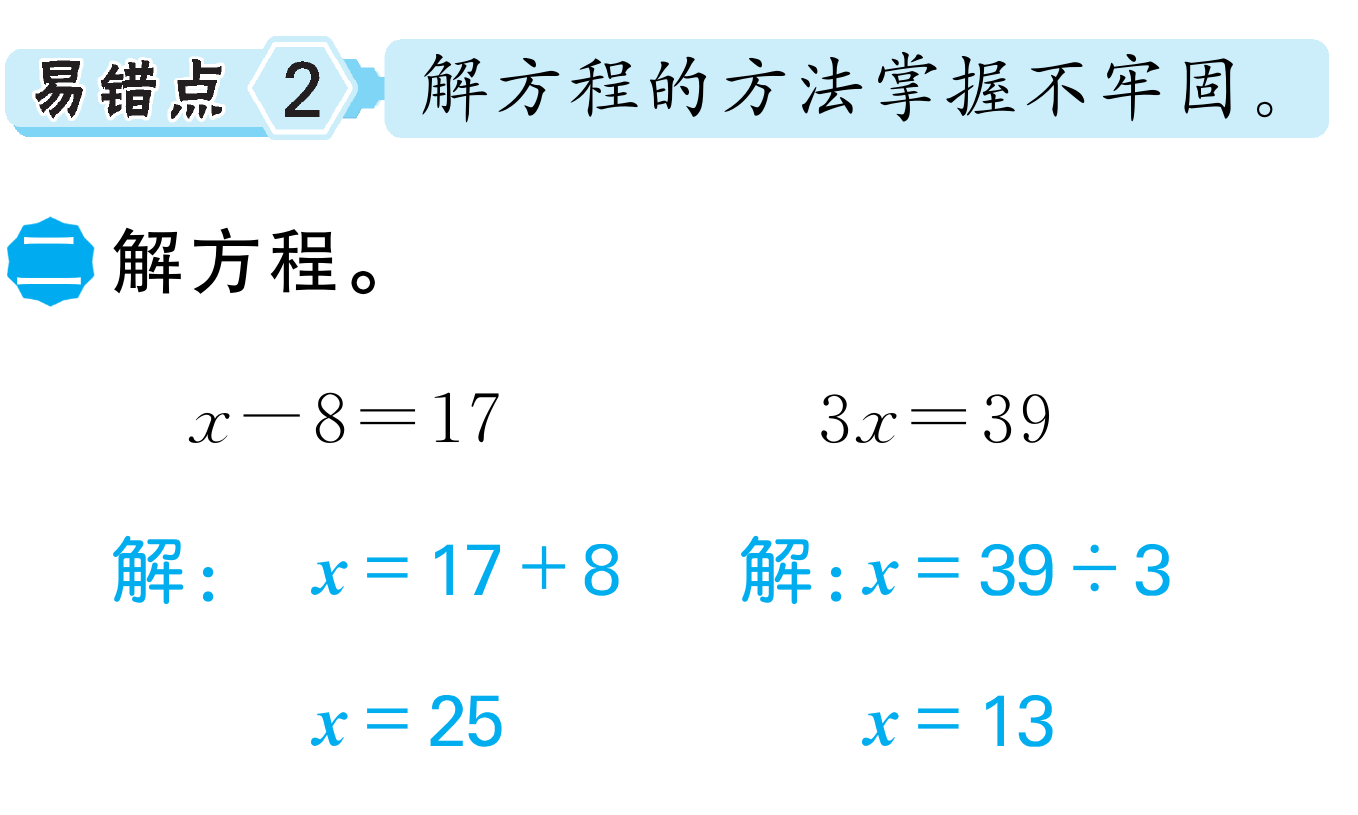 易错点 2 解方程的方法掌握不牢固。
二 解方程。
x－8＝17 3x＝39
解： x＝17＋8 解：x＝39÷3
x＝25 x＝13